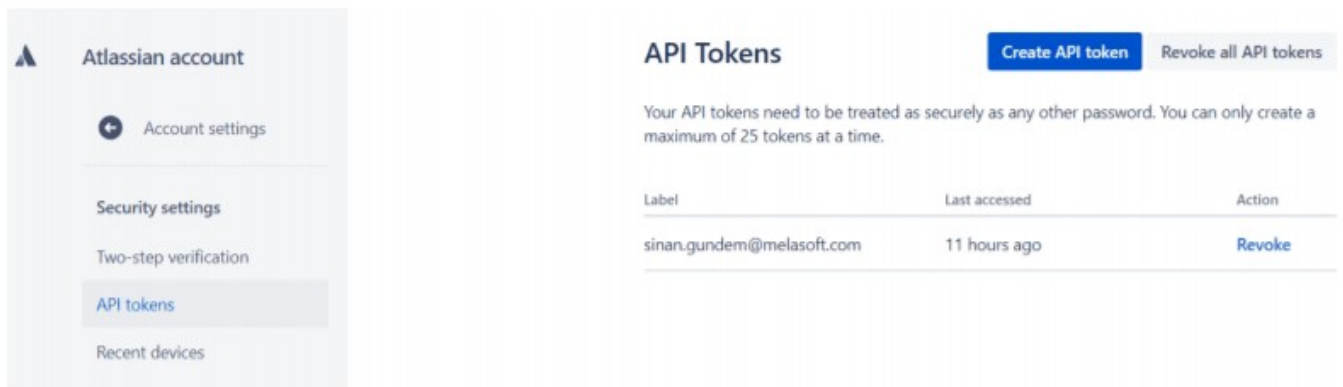 Atlassian account
Account settings
Security settings
Two-step verification
API tokens
Recent devices
API Tokens
Create API token
Revoke all API tokens
Your API tokens need to be treated as securely as any other password. You can only create a
maximum of 25 tokens at a time.
Label Last accessed Action
sinan.gundem@melasoft.com 11 hours ago Revoke